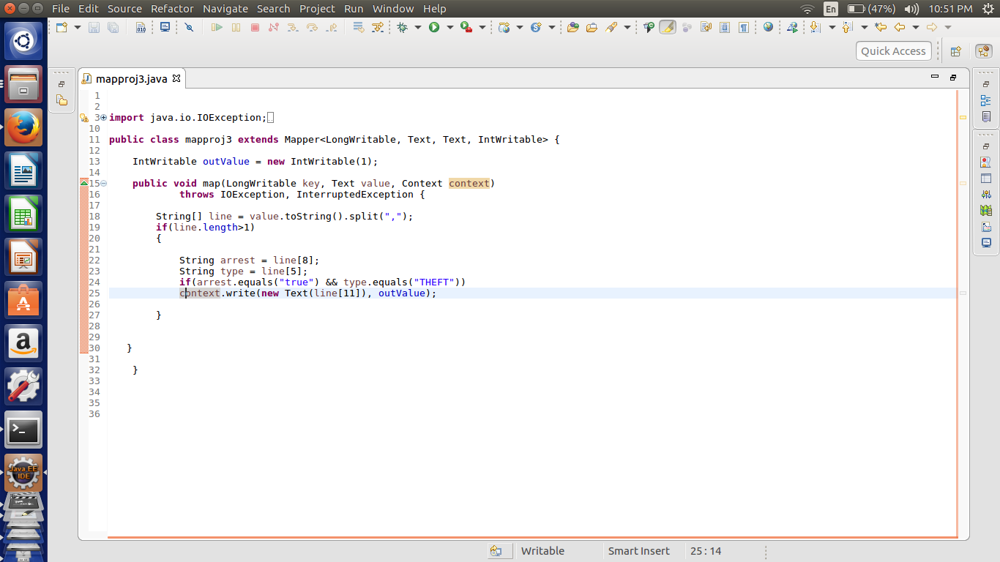 File Edit Source Refactor Navigate Search Project Run Window Help
En (47%) 10:51 PM
010
Quick Access
mapproj3.java
1
2
3 import java.io.IOException;
10
11 public class mapproj3 extends Mapper<LongWritable, Text, Text, IntWritable> {
12
13 IntWritable outValue = new IntWritable(1);
14
15 public void map(LongWritable key, Text value, Context context)
16 throws IOException, InterruptedException {
17
18 String[] line = value.toString().split(",");
19 if(line.length>1)
20 {
21
22 String arrest = line[8];
23 String type = line[5];
24 if(arrest.equals("true") && type.equals("THEFT"))
25 context.write(new Text(line[11]), outValue);
26
27 }
28
29
30 }
31
32 }
33
34
35
36
Java EE
IDE
Writable Smart Insert 25 : 14